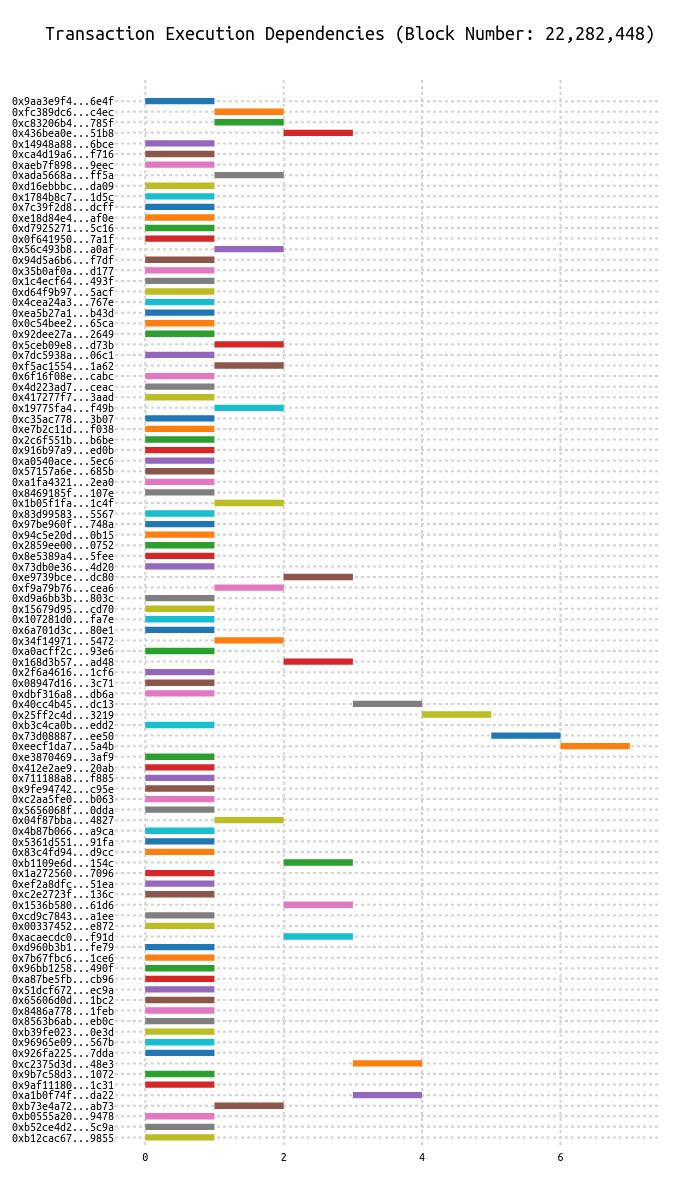 Transaction Execution Dependencies (Block Number: 22,282,448)
0x9aa3e9f4...6e4f
0xfc389dc6...c4ec
0xc83206b4...785f
0x436bea0e...51b8
0x14948a88...6bce
0xca4d19a6...f716
0xaeb7f898...9eec
0xada5668a...ff5a
0xd16ebbbc...da09
0x1784b8c7...1d5c
0x7c39f2d8...dcff
0xe18d84e4...af0e
0xd7925271...5c16
0x0f641950...7a1f
0x56c493b8...a0af
0x94d5a6b6...f7df
0x35b0af0a...d177
0x1c4ecf64...493f
0xd64f9b97...5acf
0x4cea24a3...767e
0xea5b27a1...b43d
0x0c54bee2...65ca
0x92dee27a...2649
0x5ceb09e8...d73b
0x7dc5938a...06c1
0xf5ac1554...1a62
0x6f16f08e...cabc
0x4d223ad7...ceac
0x417277f7...3aad
0x19775fa4...f49b
0xc35ac778...3b07
0xe7b2c11d...f038
0x2c6f551b...b6be
0x916b97a9...ed0b
0xa0540ace...5ec6
0x57157a6e...685b
0xa1fa4321...2ea0
0x8469185f...107e
0x1b05f1fa...1c4f
0x83d99583...5567
0x97be960f...748a
0x94c5e20d...0b15
0x2859ee00...0752
0x8e5389a4...5fee
0x73db0e36...4d20
0xe9739bce...dc80
0xf9a79b76...cea6
0xd9a6bb3b...803c
0x15679d95...cd70
0x107281d0...fa7e
0x6a701d3c...80e1
0x34f14971...5472
0xa0acff2c...93e6
0x168d3b57...ad48
0x2f6a4616...1cf6
0x08947d16...3c71
0xdbf316a8...db6a
0x40cc4b45...dc13
0x25ff2c4d...3219
0xb3c4ca0b...edd2
0x73d08887...ee50
0xeecf1da7...5a4b
0xe3870469...3af9
0x412e2ae9...20ab
0x711188a8...f885
0x9fe94742...c95e
0xc2aa5fe0...b063
0x5656068f...0dda
0x04f87bba...4827
0x4b87b066...a9ca
0x5361d551...91fa
0x83c4fd94...d9cc
0xb1109e6d...154c
0x1a272560...7096
0xef2a8dfc...51ea
0xc2e2723f...136c
0x1536b580...61d6
0xcd9c7843...a1ee
0x00337452...e872
0xacaecdc0...f91d
0xd960b3b1...fe79
0x7b67fbc6...1ce6
0x96bb1258...490f
0xa87be5fb...cb96
0x51dcf672...ec9a
0x65606d0d...1bc2
0x8486a778...1feb
0x8563b6ab...eb0c
0xb39fe023...0e3d
0x96965e09...567b
0x926fa225...7dda
0xc2375d3d...48e3
0x9b7c58d3...1072
0x9af11180...1c31
0xa1b0f74f...da22
0xb73e4a72...ab73
0xb0555a20...9478
0xb52ce4d2...5c9a
0xb12cac67...9855
0 2 4 6